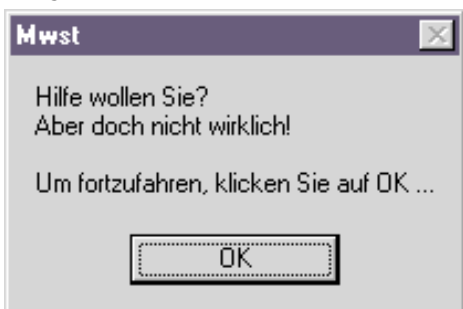 Mwst
Hilfe wollen Sie?
Aber doch nicht wirklich!
Um fortzufahren, klicken Sie auf OK ...
OK